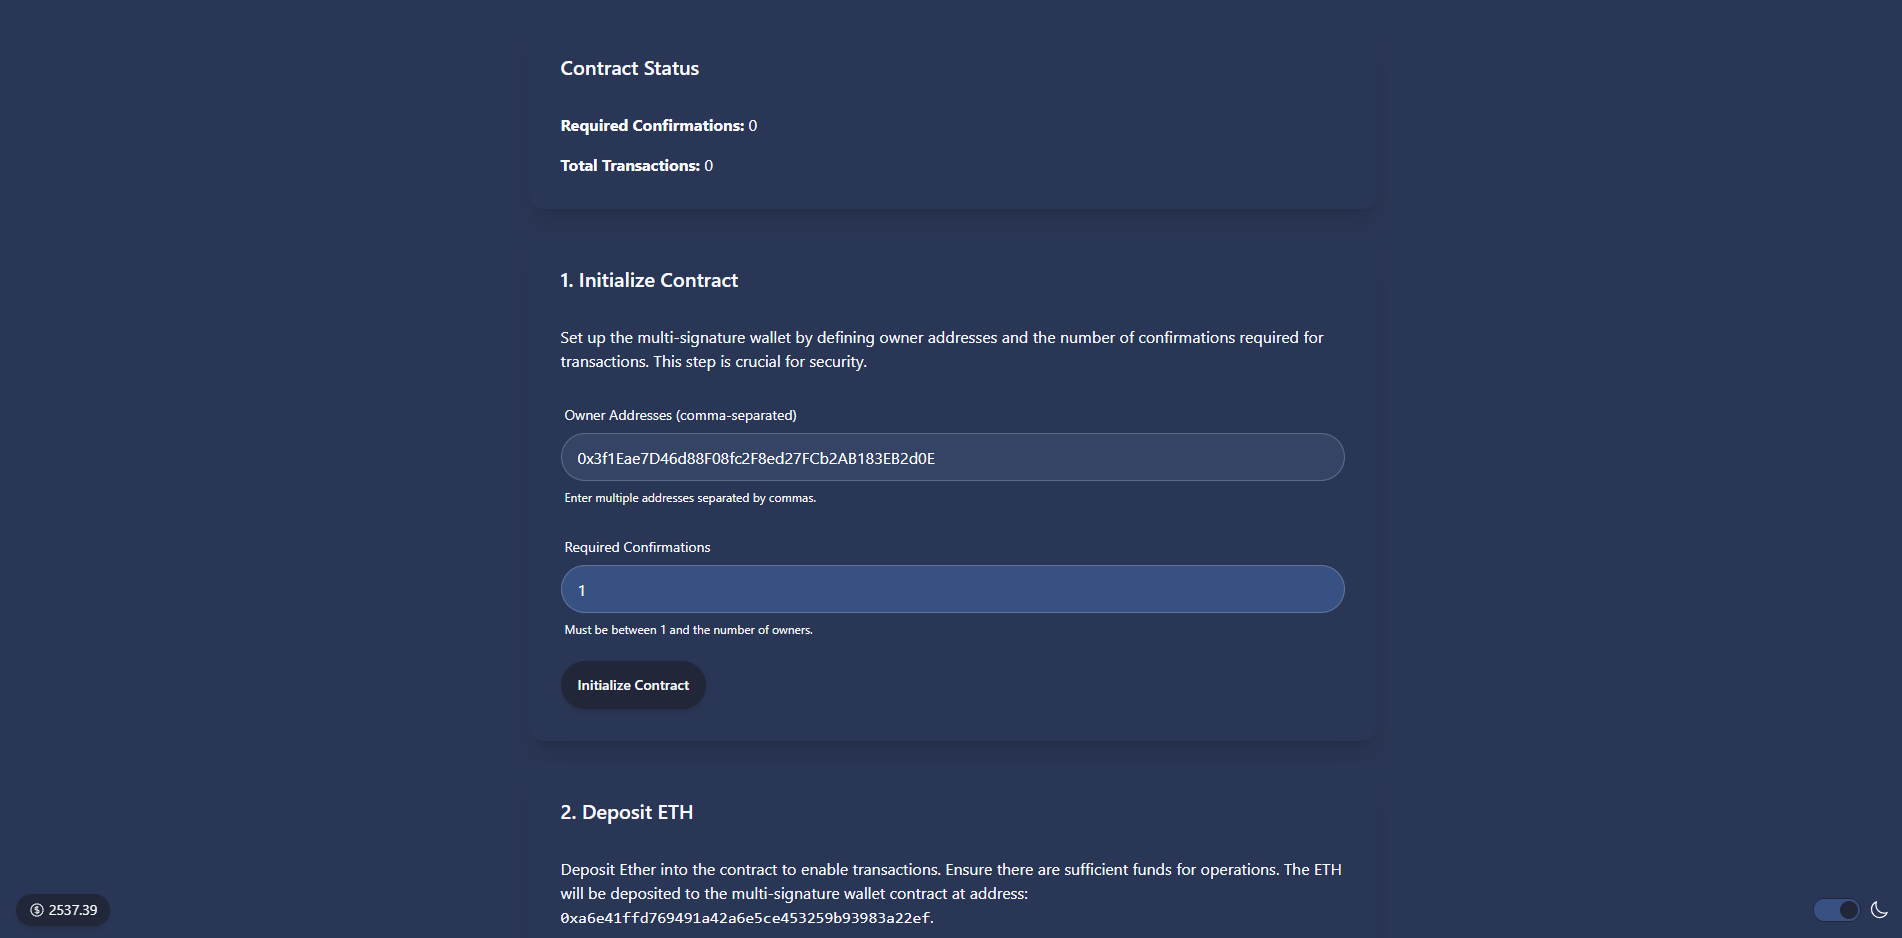 Contract Status
Required Confirmations: 0
Total Transactions: 0
1. Initialize Contract
Set up the multi-signature wallet by defining owner addresses and the number of confirmations required for
transactions. This step is crucial for security.
Owner Addresses (comma-separated)
0x3f1Eae7D46d88F08fc2F8ed27FCb2AB183EB2d0E
Enter multiple addresses separated by commas.
Required Confirmations
1
Must be between 1 and the number of owners.
Initialize Contract
2. Deposit ETH
Deposit Ether into the contract to enable transactions. Ensure there are sufficient funds for operations. The ETH
will be deposited to the multi-signature wallet contract at address:
0xa6e41ffd769491a42a6e5ce453259b93983a22ef.
2537.39